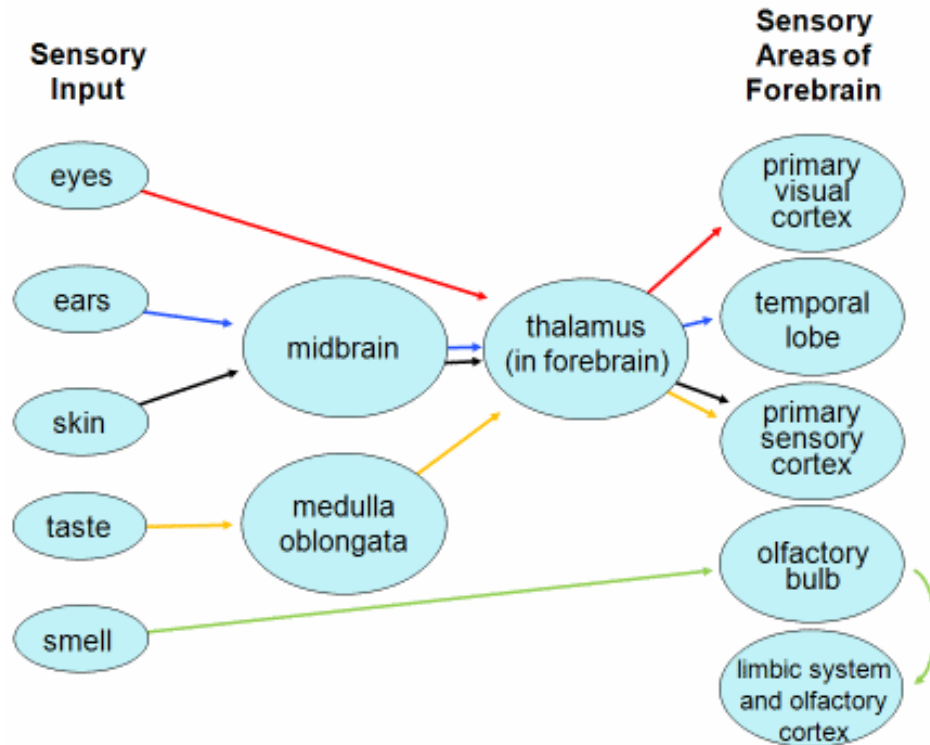 Sensory
Input
Sensory
Areas of
Forebrain
eyes
ears
skin
taste
smell
midbrain
medulla
oblongata
thalamus
(in forebrain)
primary
visual
cortex
temporal
lobe
primary
sensory
cortex
olfactory
bulb
limbic system
and olfactory
cortex